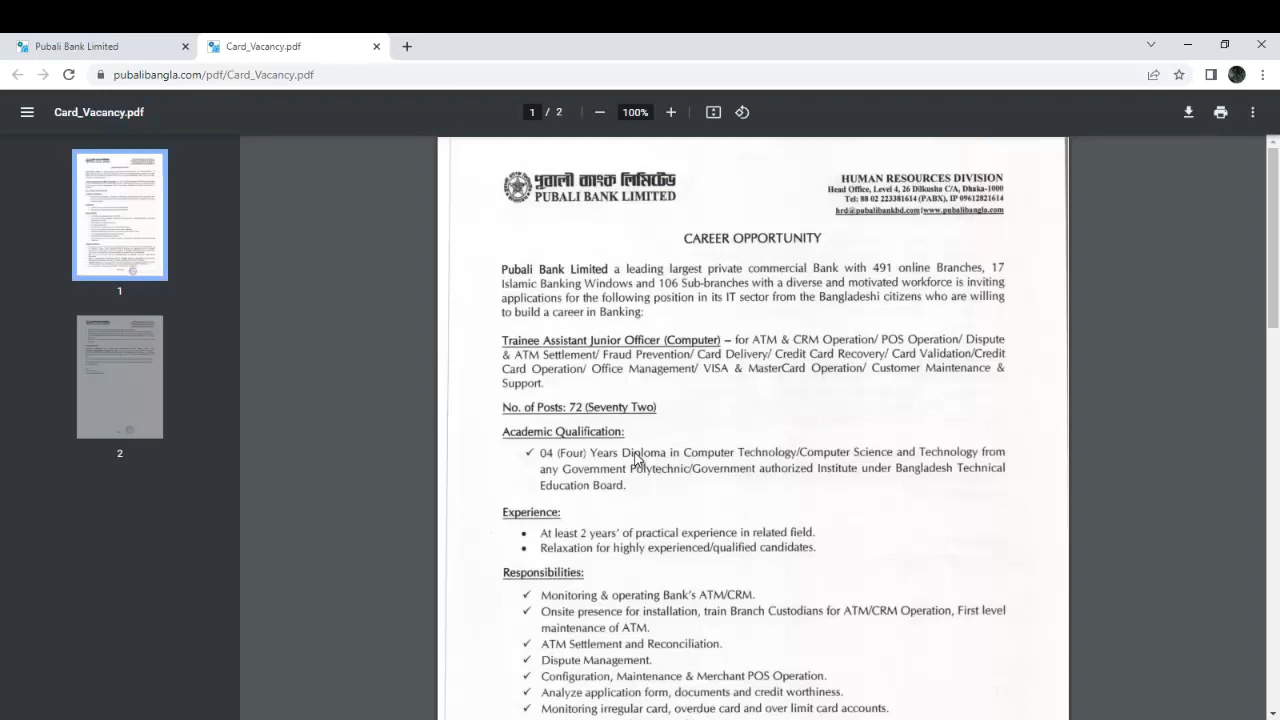 Pubali Bank Limited
Card_Vacancy.pdf
pubalibangla.com/pdf/Card_Vacancy.pdf
Card_Vacancy.pdf
1 / 2
100%
1
2
পূবালী ব্যাংক লিমিটেড
PUBALI BANK LIMITED
HUMAN RESOURCES DIVISION
Head Office, Level 4, 26 Dilkusha C/A, Dhaka-1000
Tel: 88 02 223381614 (PABX), IP 09612821614
hrd@pubalibankbd.com|www.pubalibangla.com
CAREER OPPORTUNITY
Pubali Bank Limited a leading largest private commercial Bank with 491 online Branches, 17
Islamic Banking Windows and 106 Sub-branches with a diverse and motivated workforce is inviting
applications for the following position in its IT sector from the Bangladeshi citizens who are willing
to build a career in Banking:
Trainee Assistant Junior Officer (Computer) – for ATM & CRM Operation/ POS Operation/ Dispute
& ATM Settlement/ Fraud Prevention/ Card Delivery/ Credit Card Recovery/ Card Validation/Credit
Card Operation/ Office Management/ VISA & MasterCard Operation/ Customer Maintenance &
Support.
No. of Posts: 72 (Seventy Two)
Academic Qualification:
✓ 04 (Four) Years Diploma in Computer Technology/Computer Science and Technology from
any Government Polytechnic/Government authorized Institute under Bangladesh Technical
Education Board.
Experience:
• At least 2 years' of practical experience in related field.
• Relaxation for highly experienced/qualified candidates.
Responsibilities:
✓ Monitoring & operating Bank's ATM/CRM.
✓ Onsite presence for installation, train Branch Custodians for ATM/CRM Operation, First level
maintenance of ATM.
✓ ATM Settlement and Reconciliation.
✓ Dispute Management.
✓ Configuration, Maintenance & Merchant POS Operation.
✓ Analyze application form, documents and credit worthiness.
✓ Monitoring irregular card, overdue card and over limit card accounts.